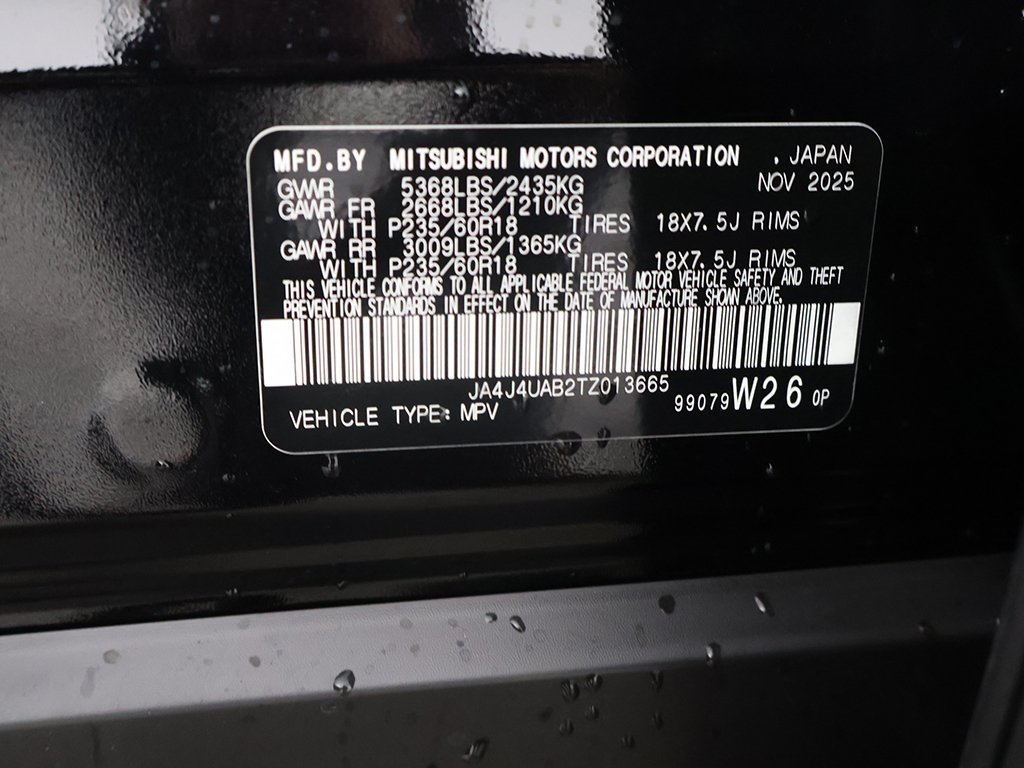 MFD.BY MITSUBISHI MOTORS CORPORATION . JAPAN
NOV 2025
GVWR 5368LBS/2435KG
GAWR FR 2668LBS/1210KG
WITH P235/60R18 TIRES 18X7.5J RIMS
GAWR RR 3009LBS/1365KG
WITH P235/60R18 TIRES 18X7.5J RIMS
THIS VEHICLE CONFORMS TO ALL APPLICABLE FEDERAL MOTOR VEHICLE SAFETY AND THEFT
PREVENTION STANDARDS IN EFFECT ON THE DATE OF MANUFACTURE SHOWN ABOVE.
JA4J4UAB2TZ013665
VEHICLE TYPE: MPV 99079 W26 0P